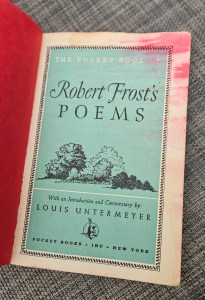 THE POCKET BOOK OF
Robert Frost's
POEMS
With an Introduction and Commentary by
LOUIS UNTERMEYER
POCKET BOOKS · INC · NEW YORK